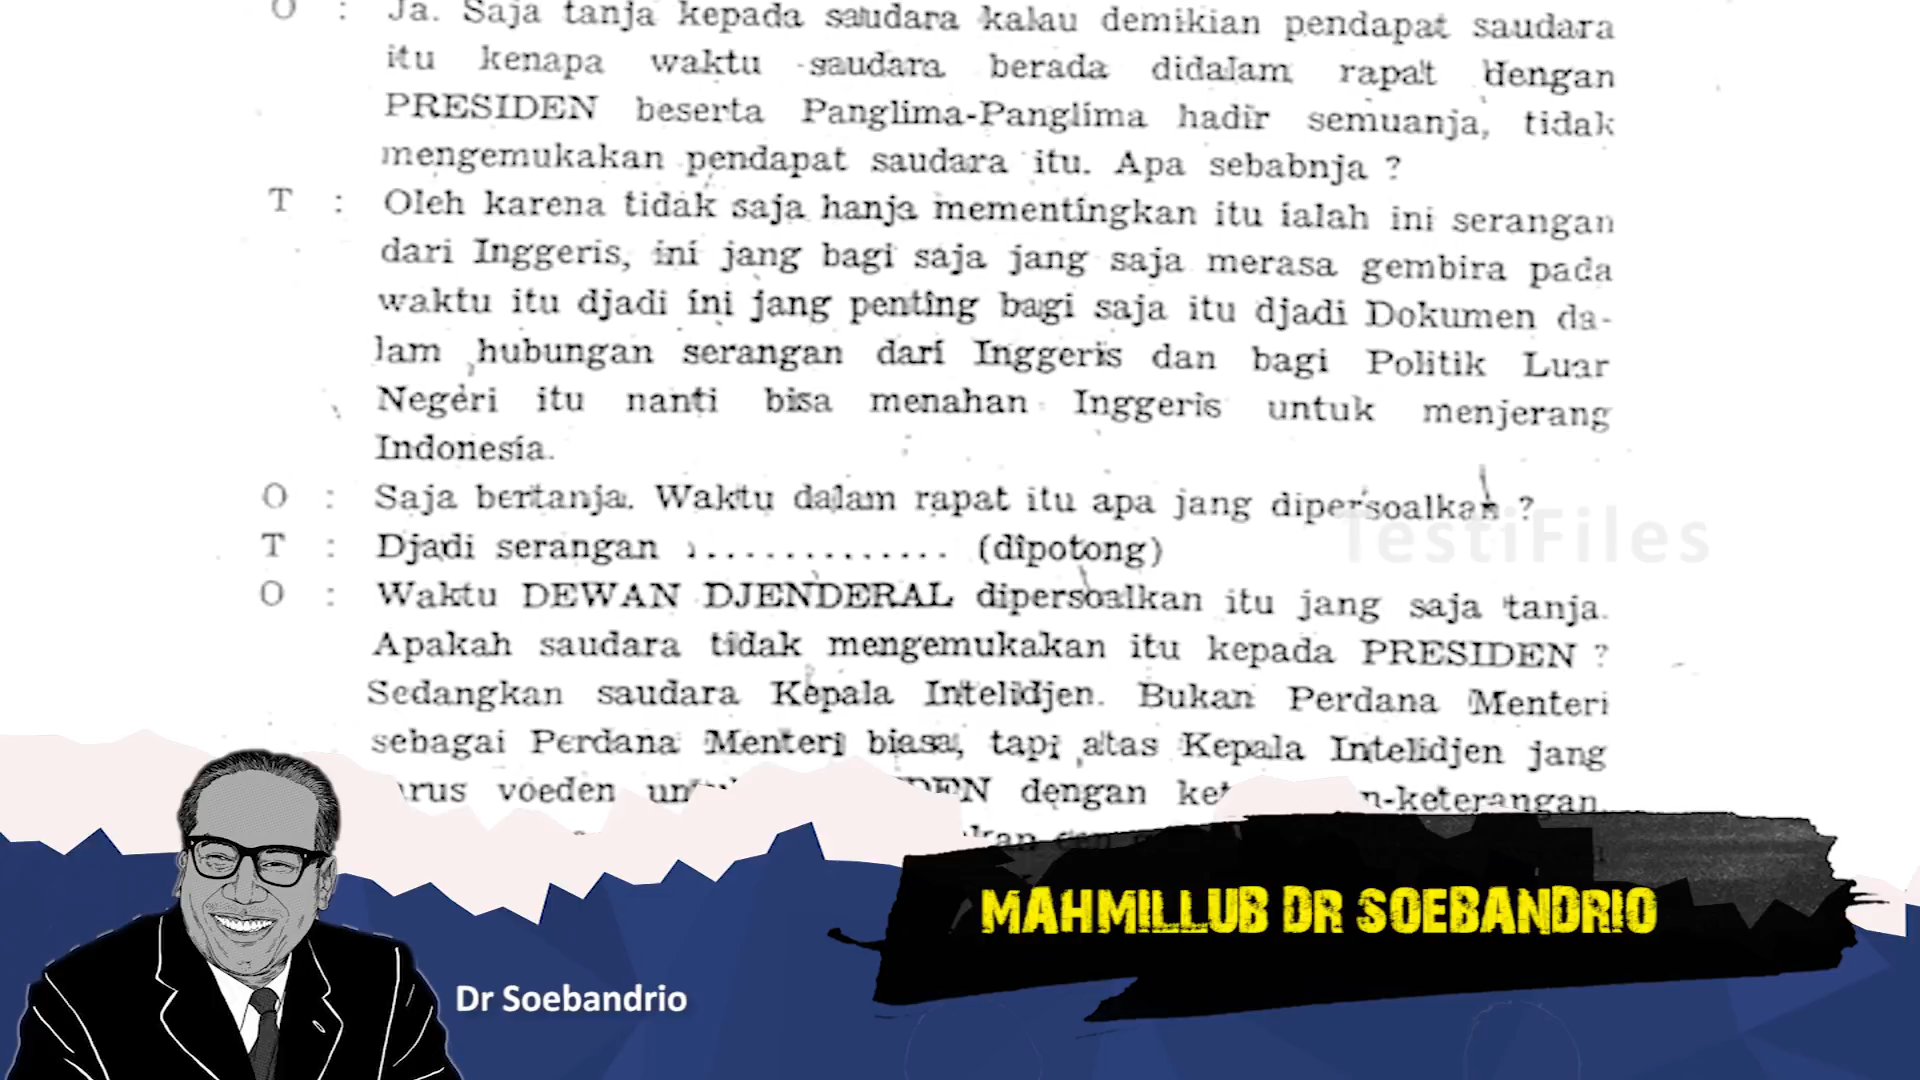 O : Ja. Saja tanja kepada saudara kalau demikian pendapat saudara
itu kenapa waktu saudara berada didalam rapat dengan
PRESIDEN beserta Panglima-Panglima hadir semuanja, tidak
mengemukakan pendapat saudara itu. Apa sebabnja ?
T : Oleh karena tidak saja hanja mementingkan itu ialah ini serangan
dari Inggeris, ini jang bagi saja jang saja merasa gembira pada
waktu itu djadi ini jang penting bagi saja itu djadi Dokumen da-
lam hubungan serangan dari Inggeris dan bagi Politik Luar
Negeri itu nanti bisa menahan Inggeris untuk menjerang
Indonesia.
O : Saja bertanja. Waktu dalam rapat itu apa jang dipersoalkan ?
TestiFiles
T : Djadi serangan .............. (dipotong)
O : Waktu DEWAN DJENDERAL dipersoalkan itu jang saja tanja.
Apakah saudara tidak mengemukakan itu kepada PRESIDEN ?
Sedangkan saudara Kepala Intelidjen. Bukan Perdana Menteri
sebagai Perdana Menteri biasa, tapi atas Kepala Intelidjen jang
voeden dengan
MAHMILLUB DR SOEBANDRIO
Dr Soebandrio